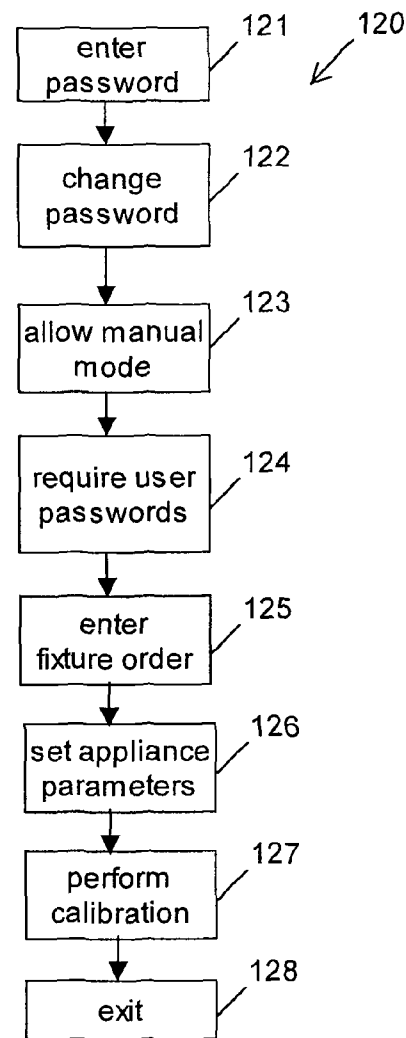 121
120
enter
password
122
change
password
123
allow manual
mode
124
require user
passwords
125
enter
fixture order
126
set appliance
parameters
127
perform
calibration
128
exit